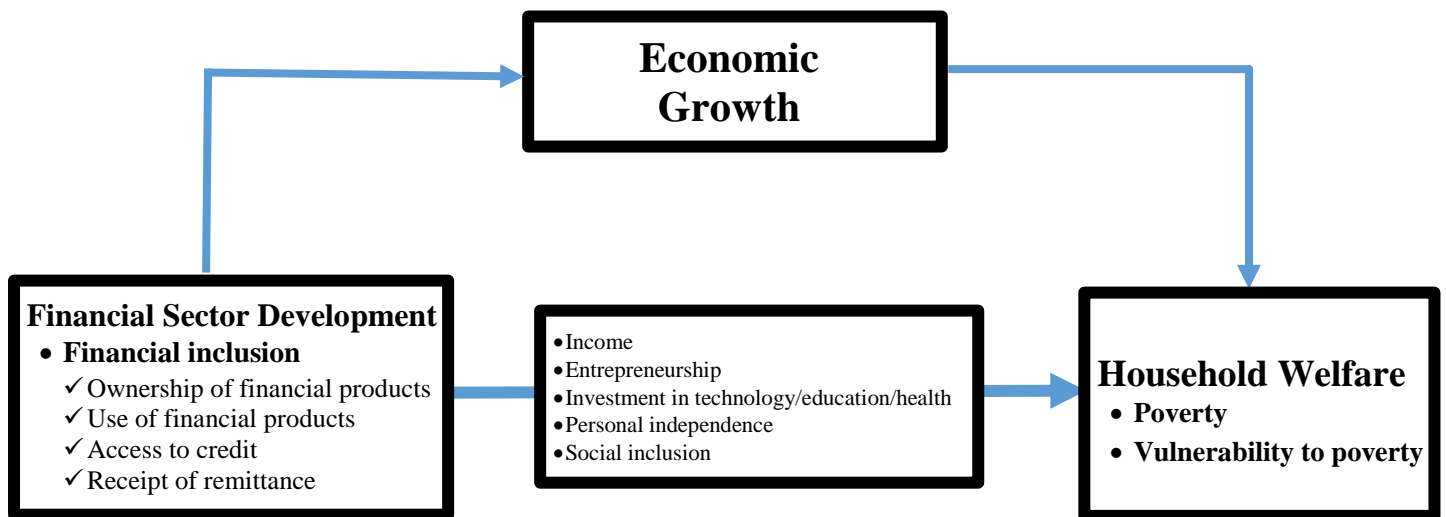 Economic
Growth
Financial Sector Development
• Financial inclusion
✓ Ownership of financial products
✓ Use of financial products
✓ Access to credit
✓ Receipt of remittance
• Income
• Entrepreneurship
• Investment in technology/education/health
• Personal independence
• Social inclusion
Household Welfare
• Poverty
• Vulnerability to poverty